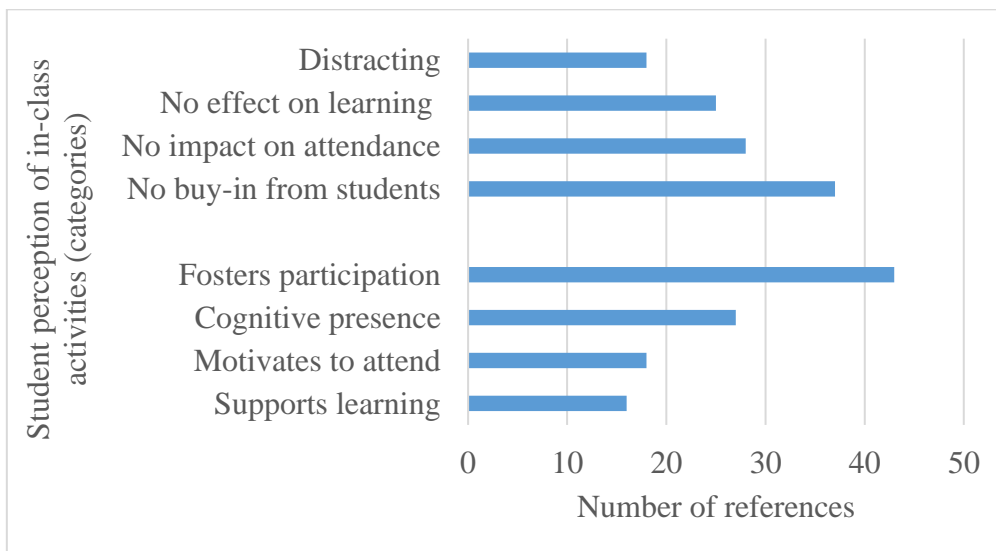 Student perception of in-class
activities (categories)
Distracting
No effect on learning
No impact on attendance
No buy-in from students
Fosters participation
Cognitive presence
Motivates to attend
Supports learning
0 10 20 30 40 50
Number of references